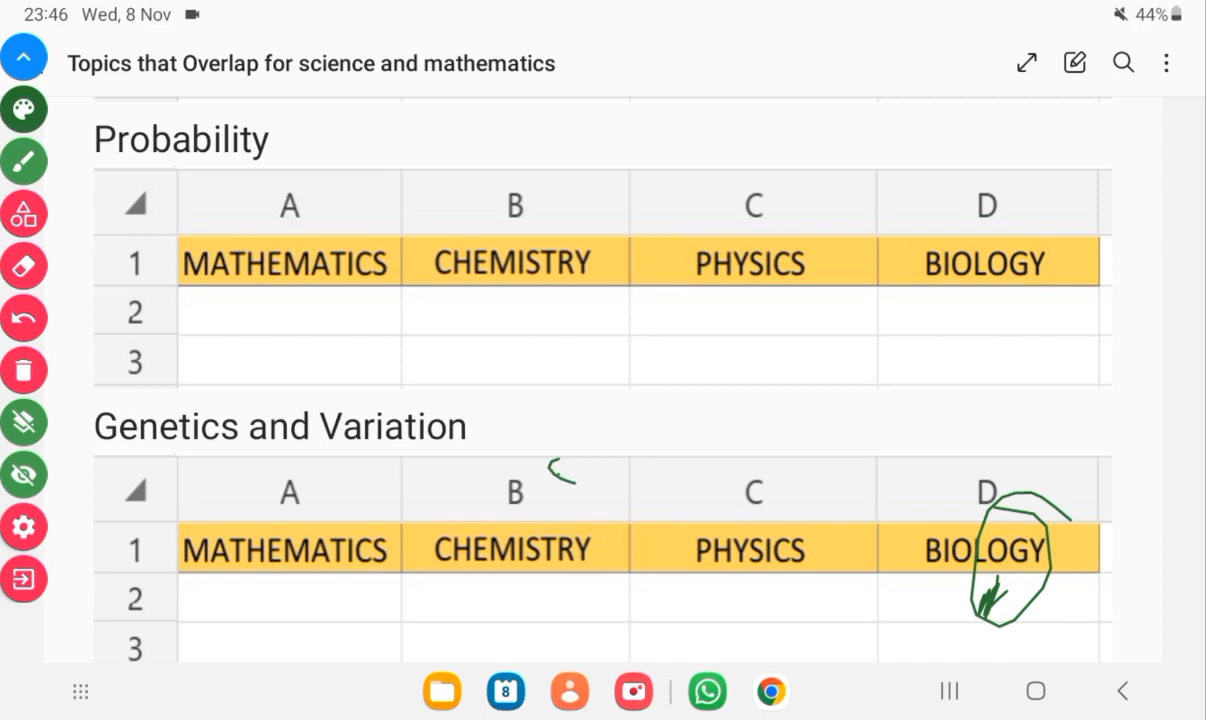 23:46 Wed, 8 Nov 44%
Topics that Overlap for science and mathematics
Probability
A B C D
1 MATHEMATICS CHEMISTRY PHYSICS BIOLOGY
2
3
Genetics and Variation
A B C D
1 MATHEMATICS CHEMISTRY PHYSICS BIOLOGY
2
3
8